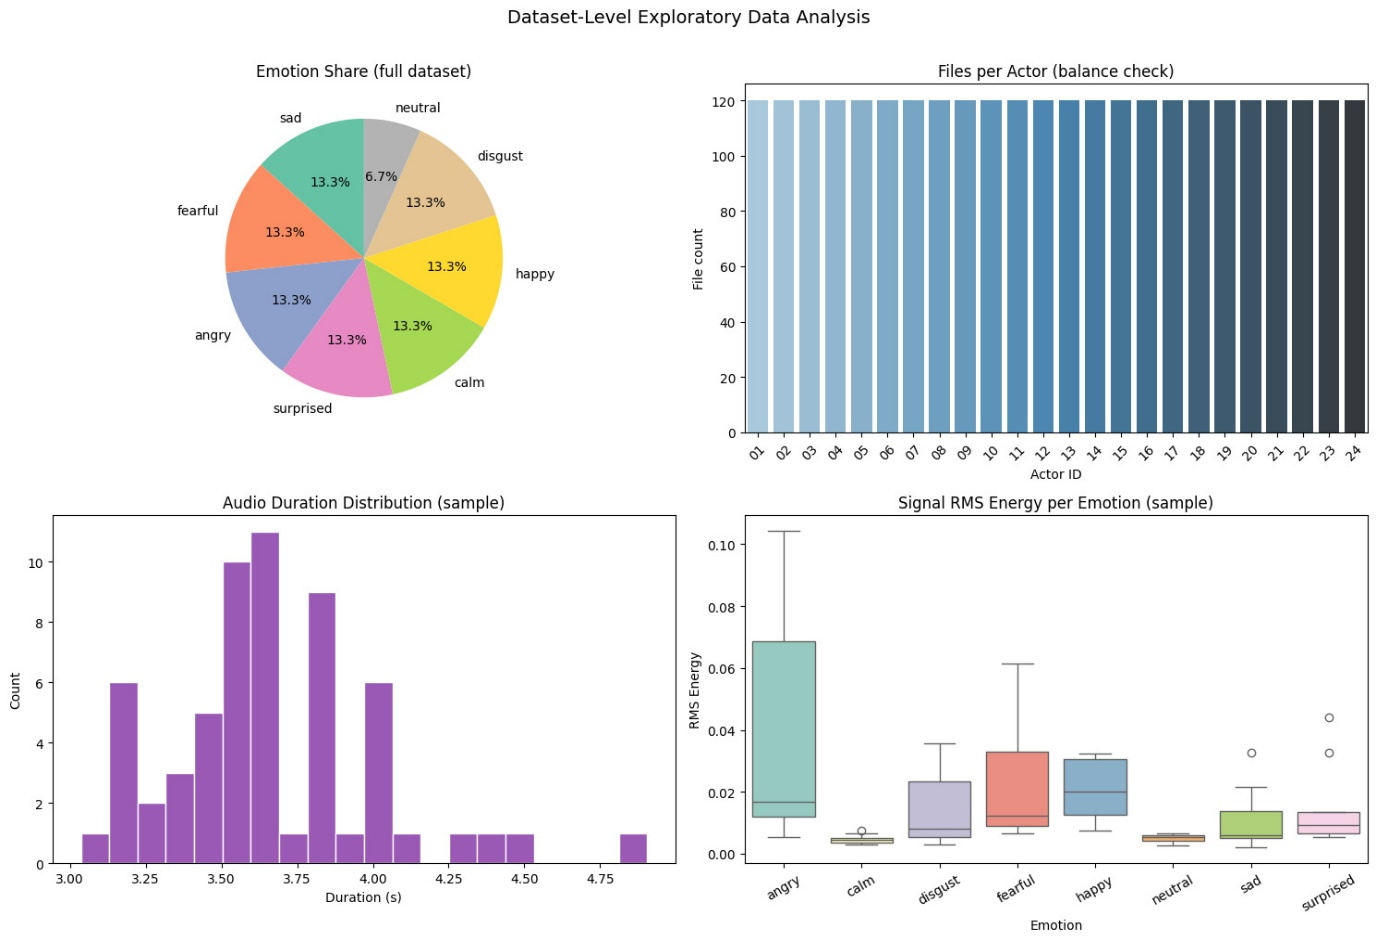 Dataset-Level Exploratory Data Analysis
Emotion Share (full dataset)
neutral
sad
disgust
6.7%
13.3%
13.3%
fearful
13.3%
13.3%
happy
13.3%
13.3%
13.3%
angry
calm
surprised
Files per Actor (balance check)
120
100
80
60
40
20
0
File count
01 02 03 04 05 06 07 08 09 10 11 12 13 14 15 16 17 18 19 20 21 22 23 24
Actor ID
Audio Duration Distribution (sample)
10
8
6
4
2
0
Count
3.00 3.25 3.50 3.75 4.00 4.25 4.50 4.75
Duration (s)
Signal RMS Energy per Emotion (sample)
0.10
0.08
0.06
0.04
0.02
0.00
RMS Energy
angry calm disgust fearful happy neutral sad surprised
Emotion